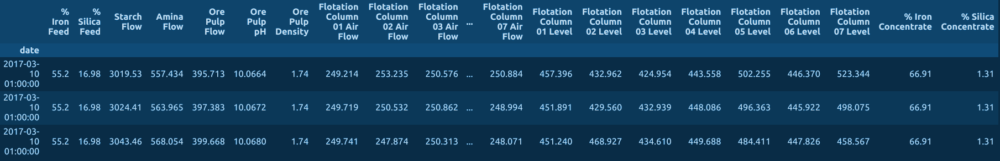 % Iron Feed % Silica Feed Starch Flow Amina Flow Ore Pulp Flow Ore Pulp pH Ore Pulp Density Flotation Column 01 Air Flow Flotation Column 02 Air Flow Flotation Column 03 Air Flow ... Flotation Column 07 Air Flow Flotation Column 01 Level Flotation Column 02 Level Flotation Column 03 Level Flotation Column 04 Level Flotation Column 05 Level Flotation Column 06 Level Flotation Column 07 Level % Iron Concentrate % Silica Concentrate
date
2017-03-10 01:00:00 55.2 16.98 3019.53 557.434 395.713 10.0664 1.74 249.214 253.235 250.576 ... 250.884 457.396 432.962 424.954 443.558 502.255 446.370 523.344 66.91 1.31
2017-03-10 01:00:00 55.2 16.98 3024.41 563.965 397.383 10.0672 1.74 249.719 250.532 250.862 ... 248.994 451.891 429.560 432.939 448.086 496.363 445.922 498.075 66.91 1.31
2017-03-10 01:00:00 55.2 16.98 3043.46 568.054 399.668 10.0680 1.74 249.741 247.874 250.313 ... 248.071 451.240 468.927 434.610 449.688 484.411 447.826 458.567 66.91 1.31